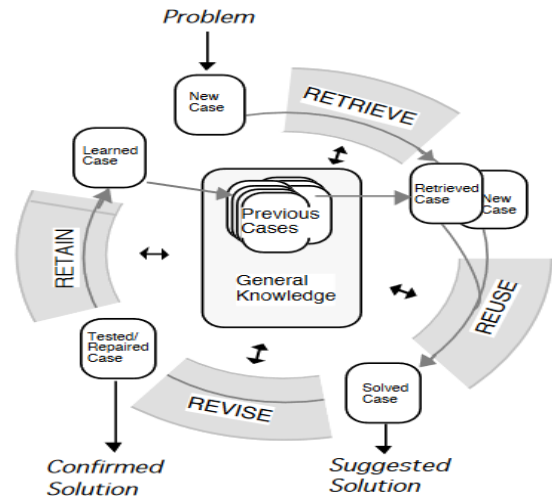 Problem
New
Case
RETRIEVE
Learned
Case
Retrieved
Case
New
Case
Previous
Cases
General
Knowledge
RETAIN
REUSE
Tested/
Repaired
Case
REVISE
Solved
Case
Confirmed
Solution
Suggested
Solution